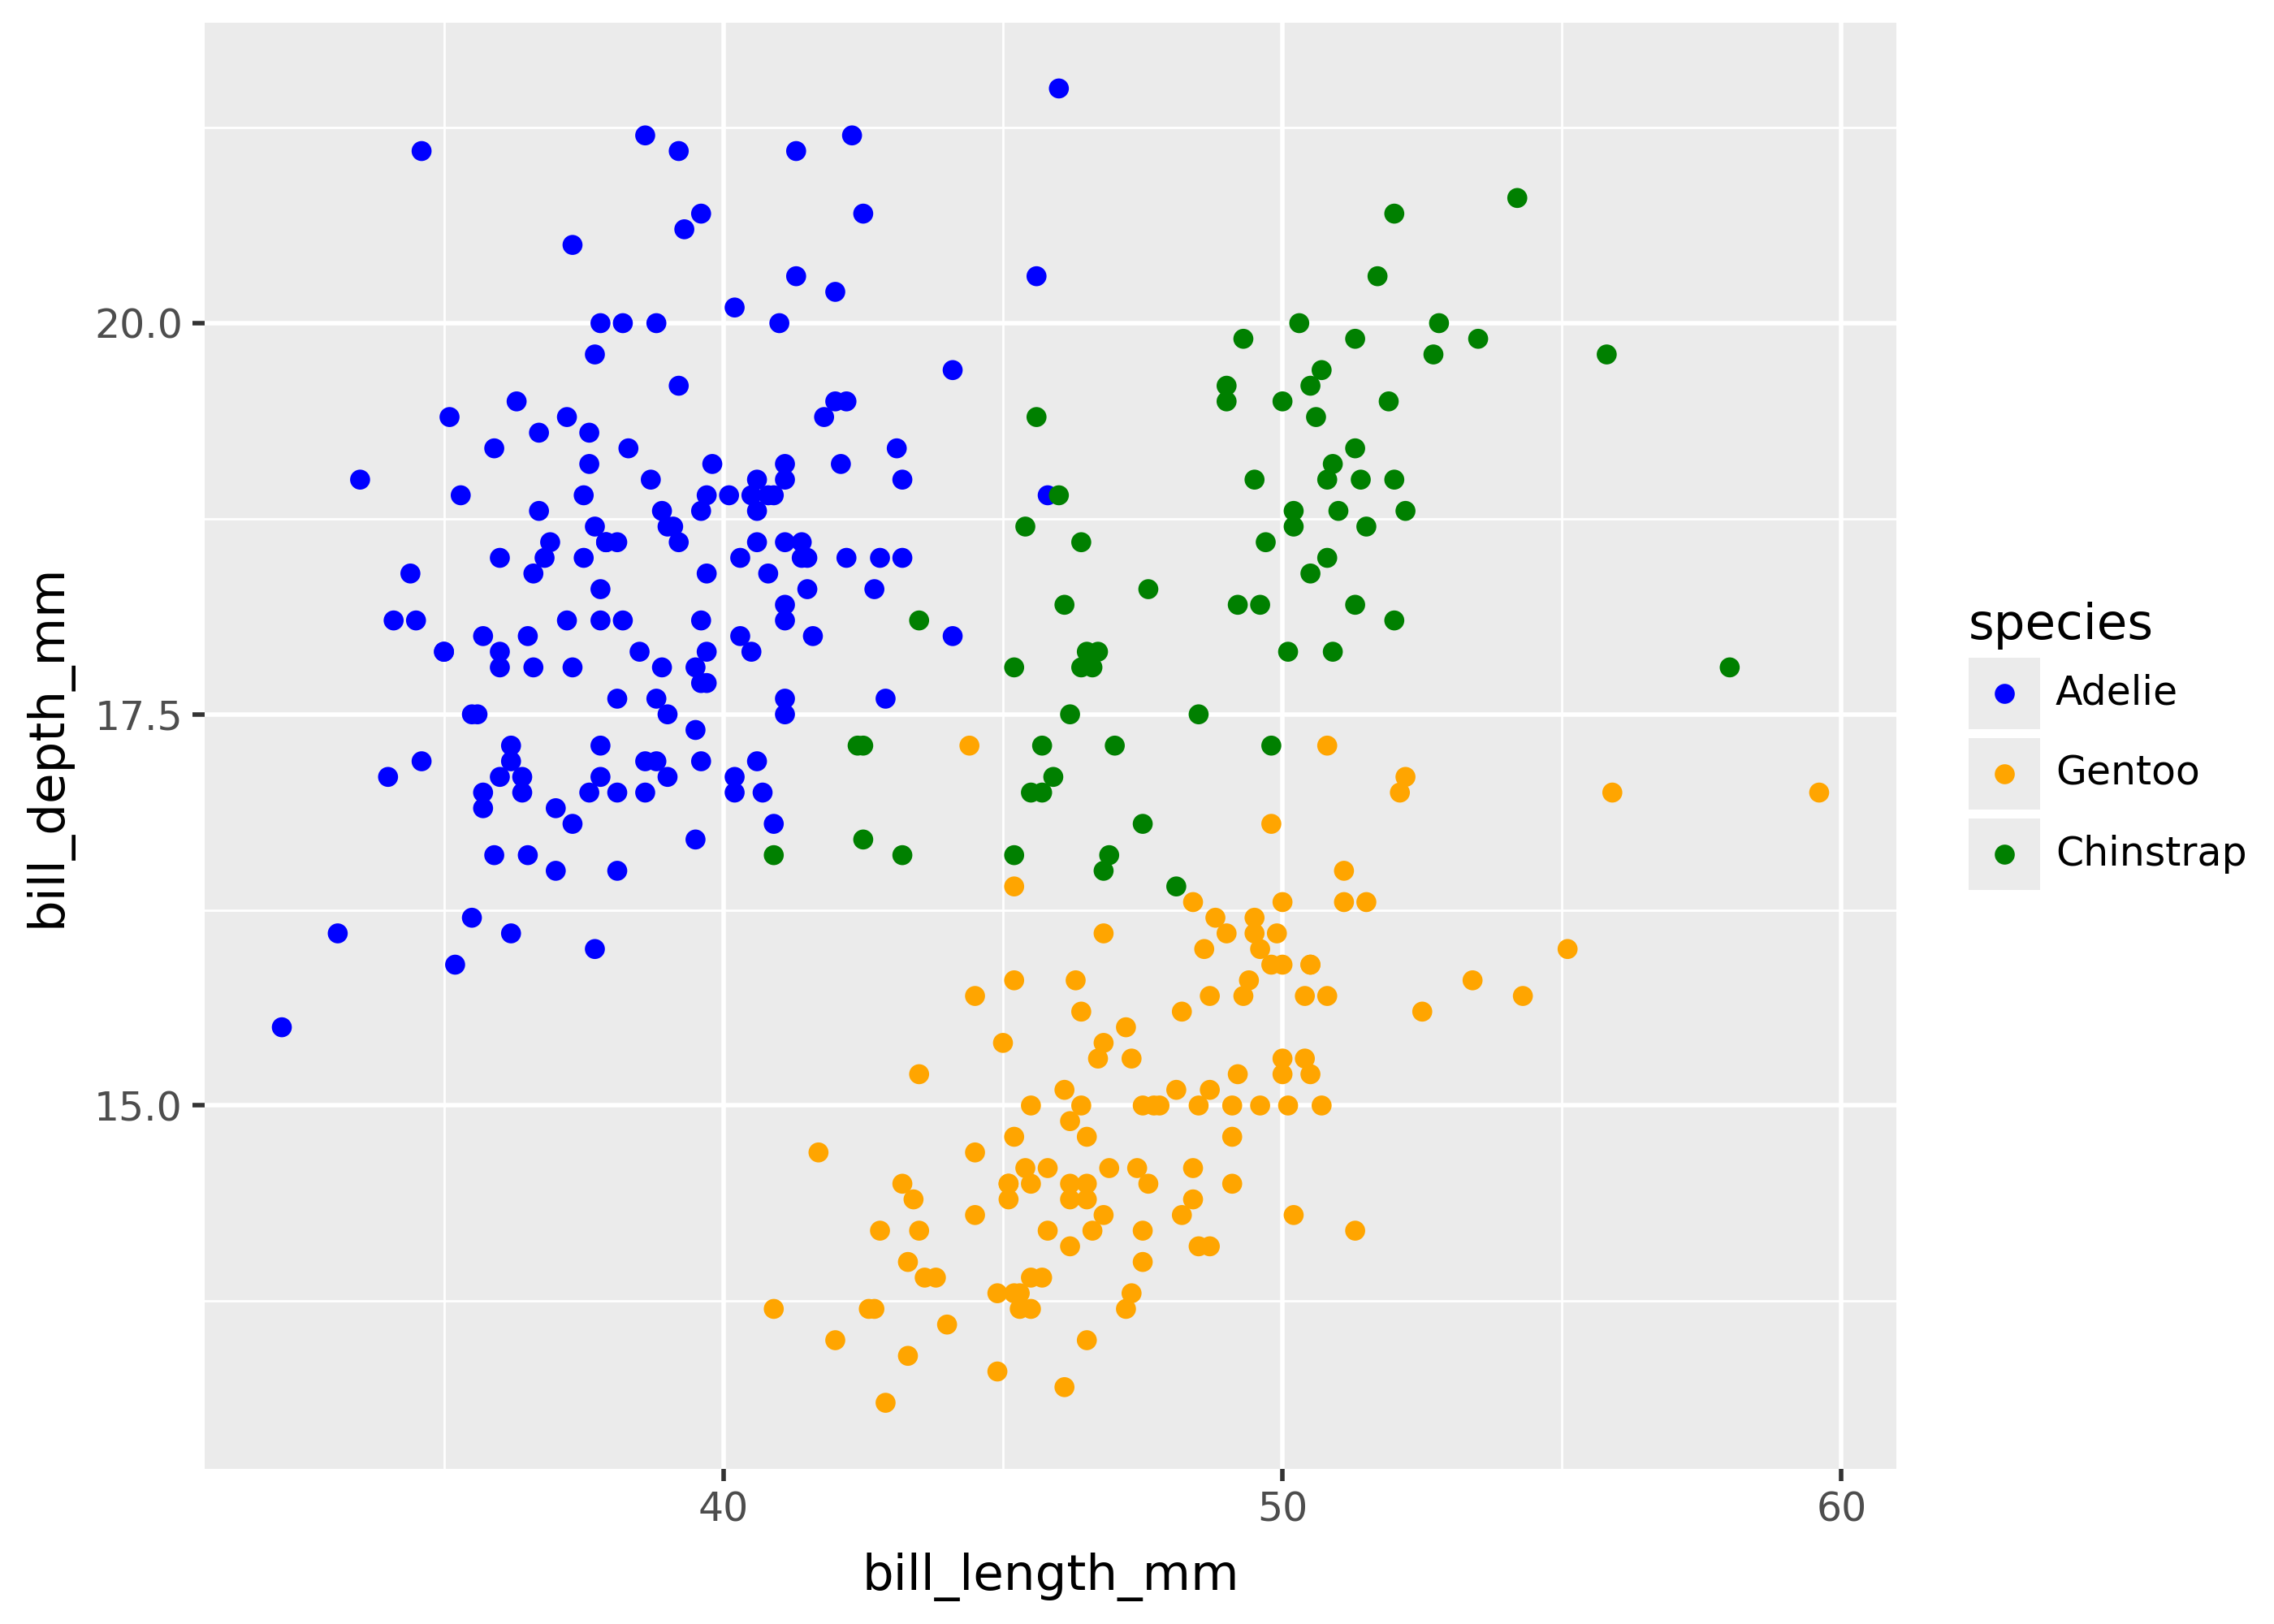 20.0
17.5
15.0
bill_depth_mm
40
50
60
bill_length_mm
species
Adelie
Gentoo
Chinstrap